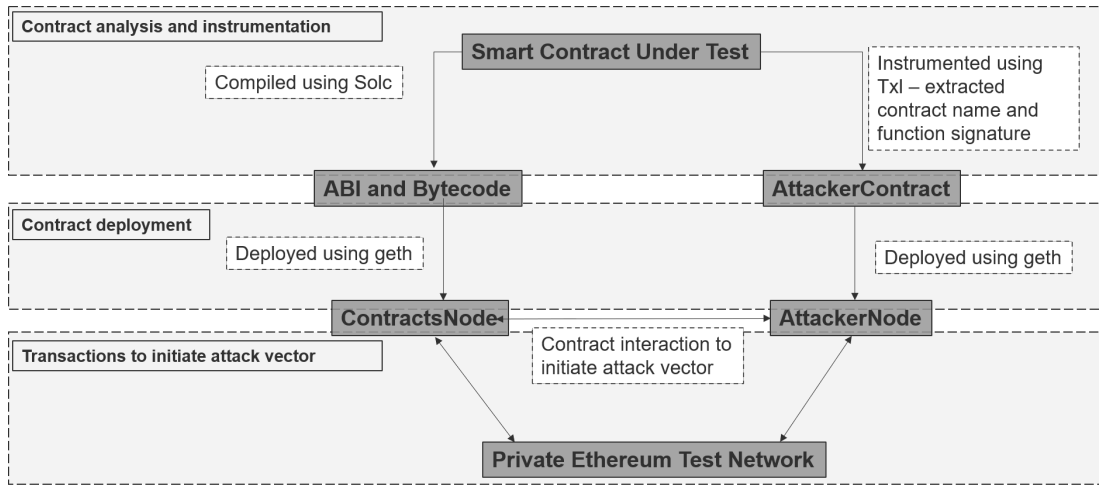 Contract analysis and instrumentation
Smart Contract Under Test
Compiled using Solc
Instrumented using
Txl – extracted
contract name and
function signature
ABI and Bytecode
AttackerContract
Contract deployment
Deployed using geth
Deployed using geth
ContractsNode
AttackerNode
Transactions to initiate attack vector
Contract interaction to
initiate attack vector
Private Ethereum Test Network